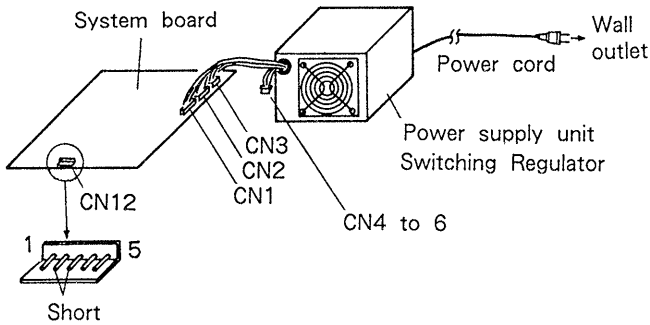 System board
Wall
outlet
Power cord
Power supply unit
Switching Regulator
CN3
CN2
CN1
CN4 to 6
CN12
1
5
Short